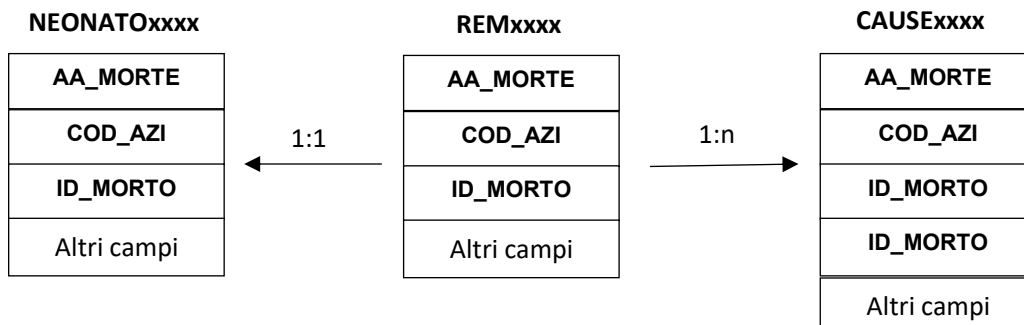 NEONATOxxxx
AA_MORTE
COD_AZI
ID_MORTO
Altri campi
1:1
REMxxxx
AA_MORTE
COD_AZI
ID_MORTO
Altri campi
1:n
CAUSExxxx
AA_MORTE
COD_AZI
ID_MORTO
ID_MORTO
Altri campi